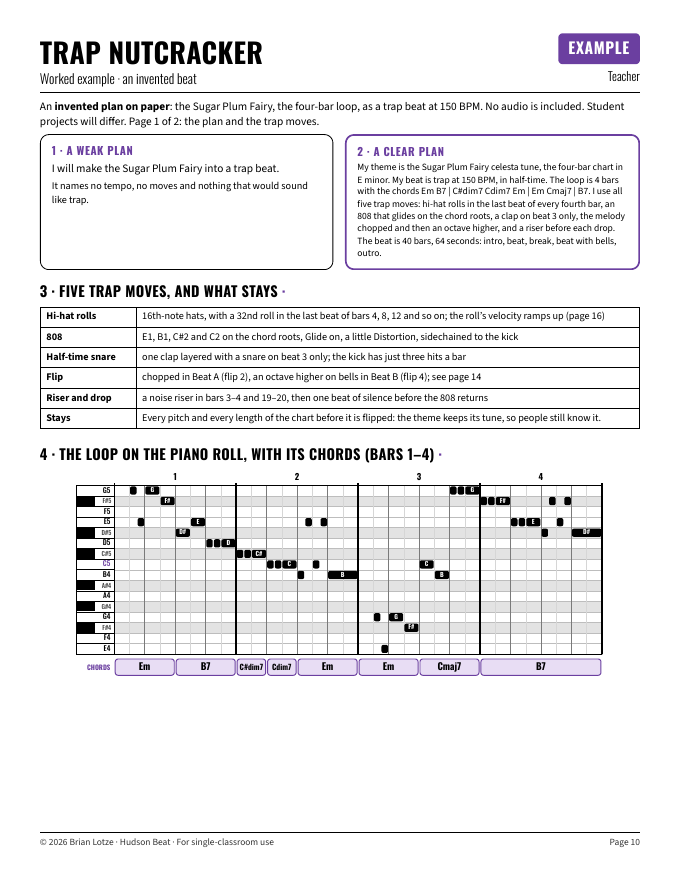 TRAP NUTCRACKER
EXAMPLE
Worked example · an invented beat
Teacher
An invented plan on paper: the Sugar Plum Fairy, the four-bar loop, as a trap beat at 150 BPM. No audio is included. Student
projects will differ. Page 1 of 2: the plan and the trap moves.
1 · A WEAK PLAN
I will make the Sugar Plum Fairy into a trap beat.
It names no tempo, no moves and nothing that would sound
like trap.
2 · A CLEAR PLAN
My theme is the Sugar Plum Fairy celesta tune, the four-bar chart in
E minor. My beat is trap at 150 BPM, in half-time. The loop is 4 bars
with the chords Em B7 | C#dim7 Cdim7 Em | Em Cmaj7 | B7. I use all
five trap moves: hi-hat rolls in the last beat of every fourth bar, an
808 that glides on the chord roots, a clap on beat 3 only, the melody
chopped and then an octave higher, and a riser before each drop.
The beat is 40 bars, 64 seconds: intro, beat, break, beat with bells,
outro.
3 · FIVE TRAP MOVES, AND WHAT STAYS ·
Hi-hat rolls 16th-note hats, with a 32nd roll in the last beat of bars 4, 8, 12 and so on; the roll's velocity ramps up (page 16)
808 E1, B1, C#2 and C2 on the chord roots, Glide on, a little Distortion, sidechained to the kick
Half-time snare one clap layered with a snare on beat 3 only; the kick has just three hits a bar
Flip chopped in Beat A (flip 2), an octave higher on bells in Beat B (flip 4); see page 14
Riser and drop a noise riser in bars 3–4 and 19–20, then one beat of silence before the 808 returns
Stays Every pitch and every length of the chart before it is flipped: the theme keeps its tune, so people still know it.
4 · THE LOOP ON THE PIANO ROLL, WITH ITS CHORDS (BARS 1–4) ·
1 2 3 4
G5 G G
F#5 F# F#
F5
E5 E E
D#5 D# D#
D5 D
C#5 C#
C5 C C
B4 B B
A#4
A4
G#4
G4 G
F#4 F#
F4
E4
CHORDS Em B7 C#dim7 Cdim7 Em Em Cmaj7 B7
© 2026 Brian Lotze · Hudson Beat · For single-classroom use
Page 10